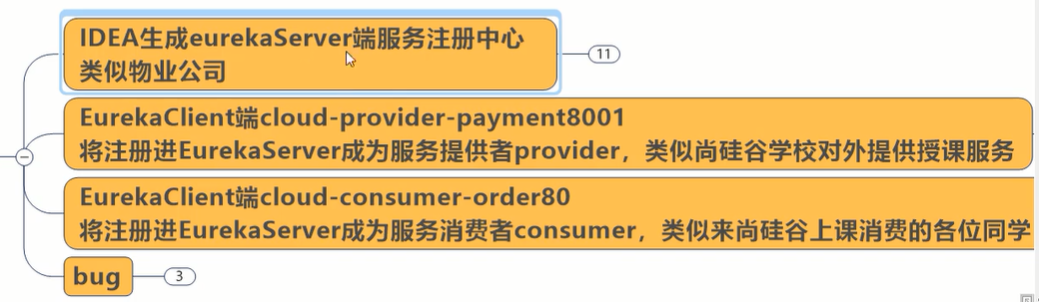 IDEA生成eurekaServer端服务注册中心
类似物业公司
11
EurekaClient端cloud-provider-payment8001
将注册进EurekaServer成为服务提供者provider，类似尚硅谷学校对外提供授课服务
EurekaClient端cloud-consumer-order80
将注册进EurekaServer成为服务消费者consumer，类似来尚硅谷上课消费的各位同学
bug
3